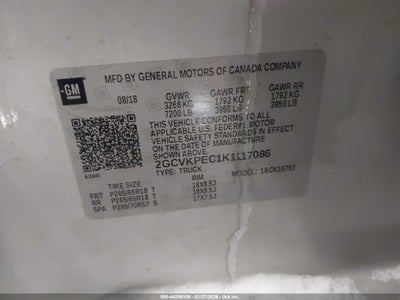 GM
MFD BY GENERAL MOTORS OF CANADA COMPANY
08/18 GVWR GAWR FRT GAWR RR
3266 KG 1792 KG 1792 KG
7200 LB 3950 LB 3950 LB
THIS VEHICLE CONFORMS TO ALL
APPLICABLE U.S. FEDERAL MOTOR
VEHICLE SAFETY STANDARDS IN
EFFECT ON THE DATE OF
MANUFACTURE SHOWN ABOVE.
2GCVKPEC1K1117086
TYPE: TRUCK MODEL:
TIRE SIZE RIM
FRT P265/65R18 T 18X8.5J
RR P265/65R18 T 18X8.5J
SPA P265/70R17 S